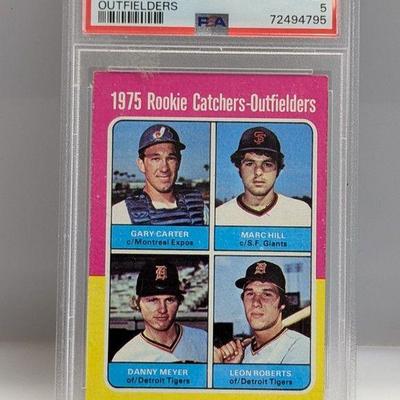 OUTFIELDERS 5
PSA 72494795
1975 Rookie Catchers-Outfielders
GARY CARTER
c/Montreal Expos
MARC HILL
c/S.F. Giants
DANNY MEYER
of/Detroit Tigers
LEON ROBERTS
of/Detroit Tigers